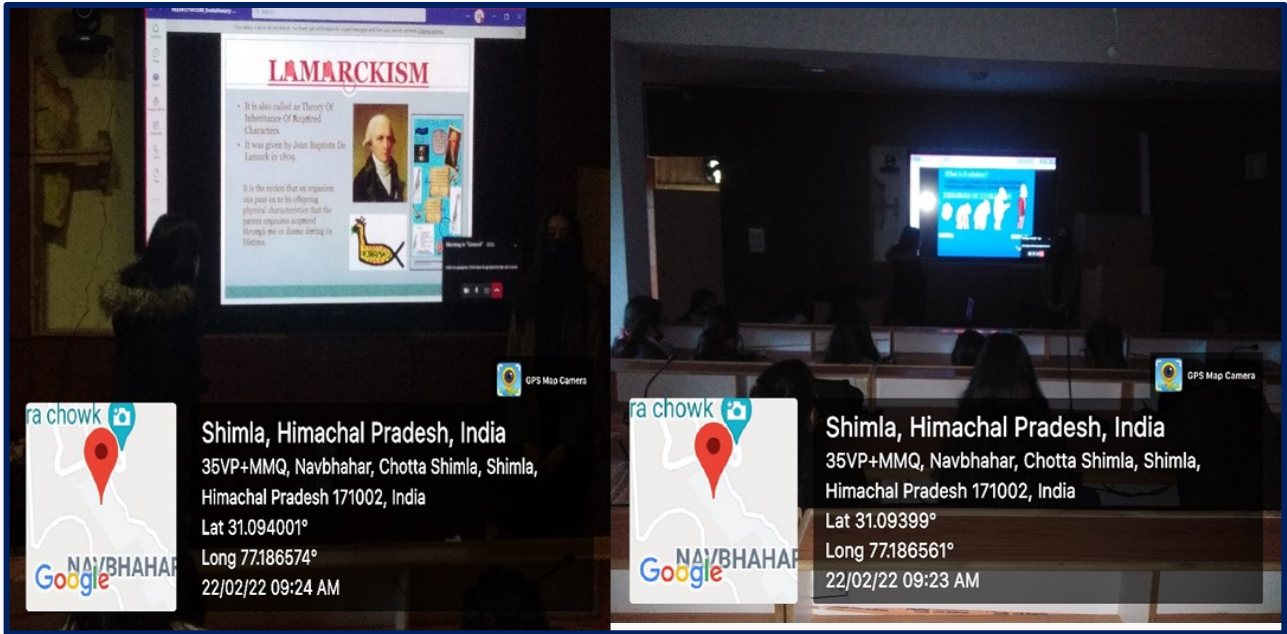 LAMARCKISM
• It is also called as Theory Of
Inheritance Of Acquired
Characters.
• It was given by Jean Baptiste De
Lamark in 1809.
It is the notion that an organism
can pass on to its offspring
physical characteristics that the
parent organism acquired
through use or disuse during its
lifetime.
Meeting in "General"
GPS Map Camera
ra chowk
NAVBHAHAR
Google
Shimla, Himachal Pradesh, India
35VP+MMQ, Navbhahar, Chotta Shimla, Shimla,
Himachal Pradesh 171002, India
Lat 31.094001°
Long 77.186574°
22/02/22 09:24 AM
What is Evolution?
GPS Map Camera
ra chowk
NAVBHAHAR
Google
Shimla, Himachal Pradesh, India
35VP+MMQ, Navbhahar, Chotta Shimla, Shimla,
Himachal Pradesh 171002, India
Lat 31.09399°
Long 77.186561°
22/02/22 09:23 AM